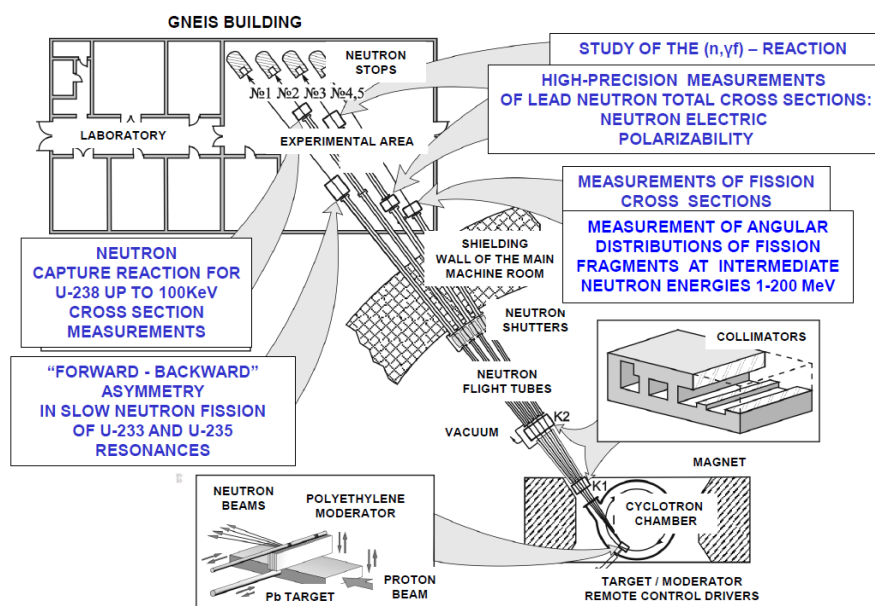 GNEIS BUILDING
NEUTRON
STOPS
№1 №2 №3 №4,5
LABORATORY
EXPERIMENTAL AREA
STUDY OF THE (n,γf) – REACTION
HIGH-PRECISION MEASUREMENTS
OF LEAD NEUTRON TOTAL CROSS SECTIONS:
NEUTRON ELECTRIC
POLARIZABILITY
MEASUREMENTS OF FISSION
CROSS SECTIONS
MEASUREMENT OF ANGULAR
DISTRIBUTIONS OF FISSION
FRAGMENTS AT INTERMEDIATE
NEUTRON ENERGIES 1-200 MeV
NEUTRON
CAPTURE REACTION FOR
U-238 UP TO 100KeV
CROSS SECTION
MEASUREMENTS
SHIELDING
WALL OF THE MAIN
MACHINE ROOM
NEUTRON
SHUTTERS
COLLIMATORS
“FORWARD - BACKWARD”
ASYMMETRY
IN SLOW NEUTRON FISSION
OF U-233 AND U-235
RESONANCES
NEUTRON
FLIGHT TUBES
K2
VACUUM
MAGNET
K1
CYCLOTRON
CHAMBER
NEUTRON
BEAMS
POLYETHYLENE
MODERATOR
Pb TARGET
PROTON
BEAM
TARGET / MODERATOR
REMOTE CONTROL DRIVERS